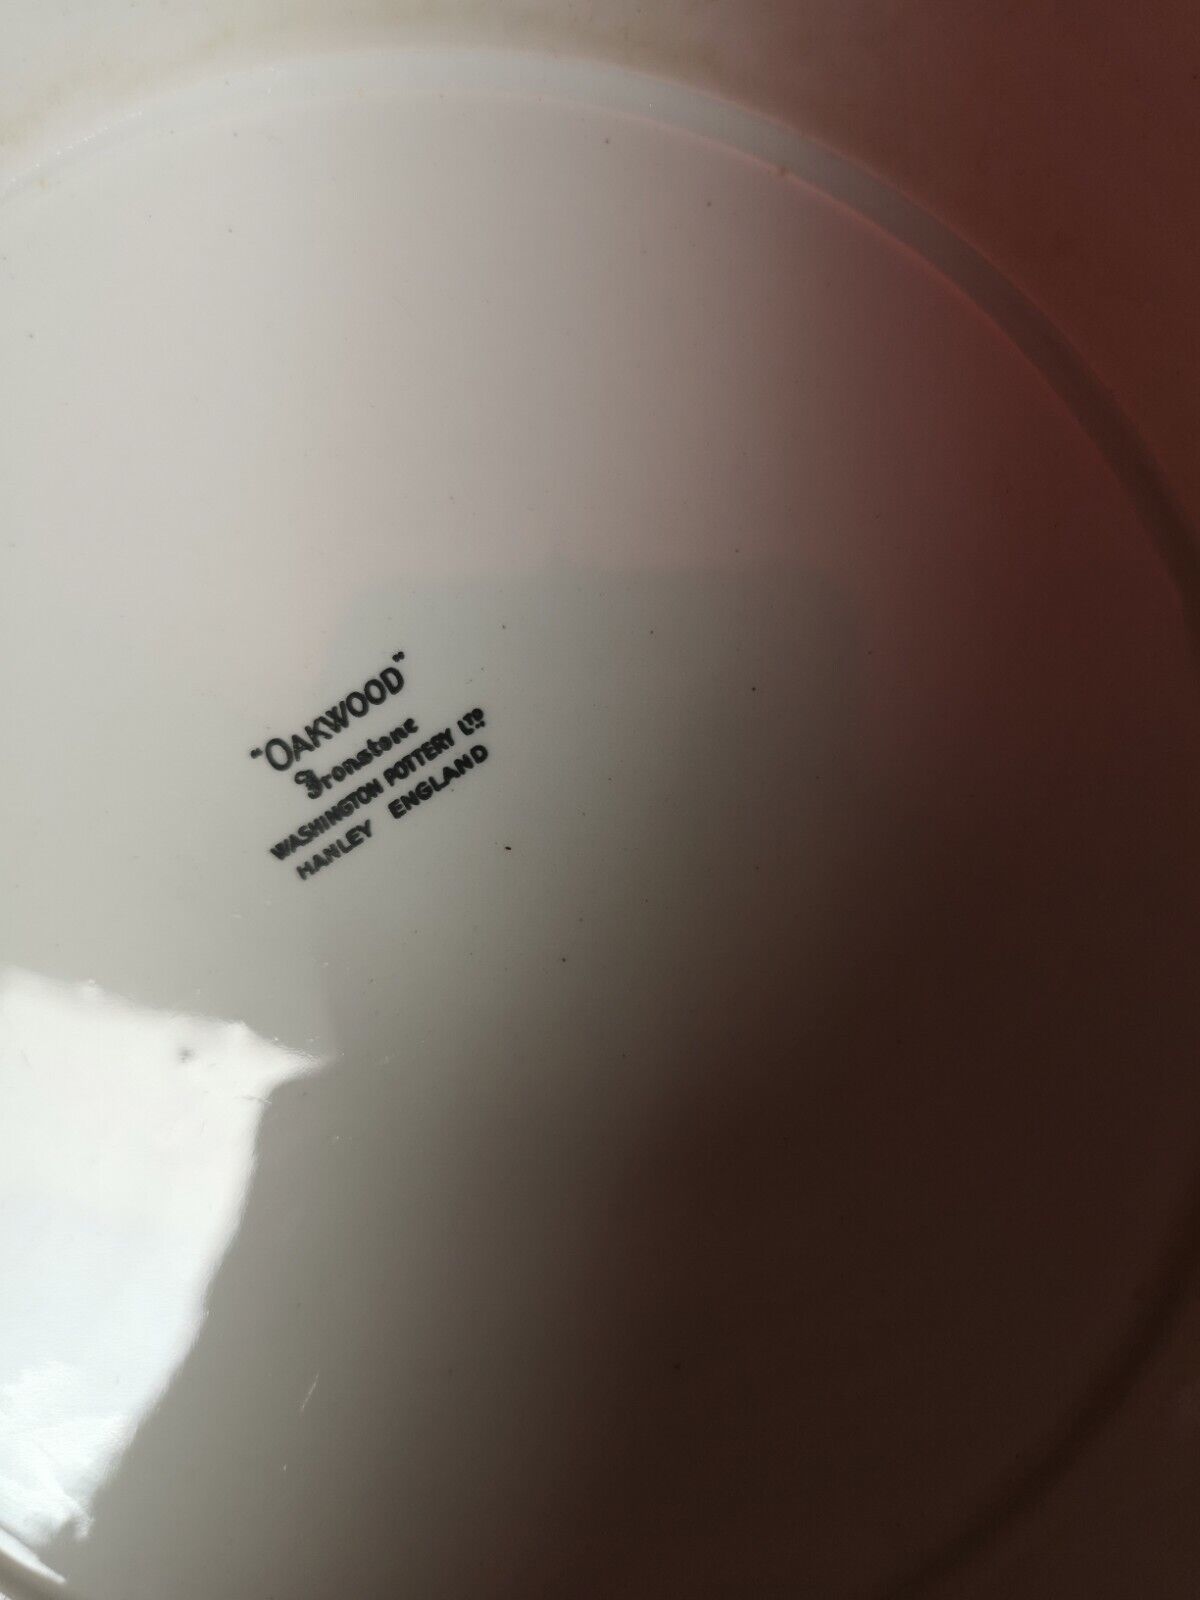 "OAKWOOD"
Ironstone
WASHINGTON POTTERY LTD
HANLEY ENGLAND